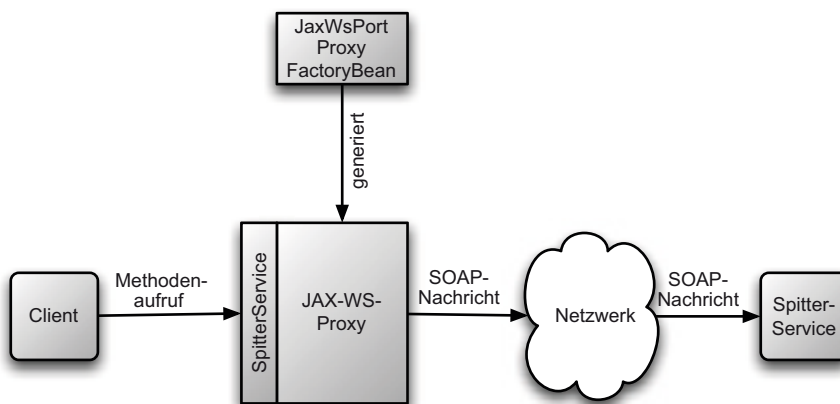 JaxWsPort
Proxy
FactoryBean
generiert
Client
Methoden-
aufruf
SpitterService
JAX-WS-
Proxy
SOAP-
Nachricht
Netzwerk
SOAP-
Nachricht
Spitter-
Service